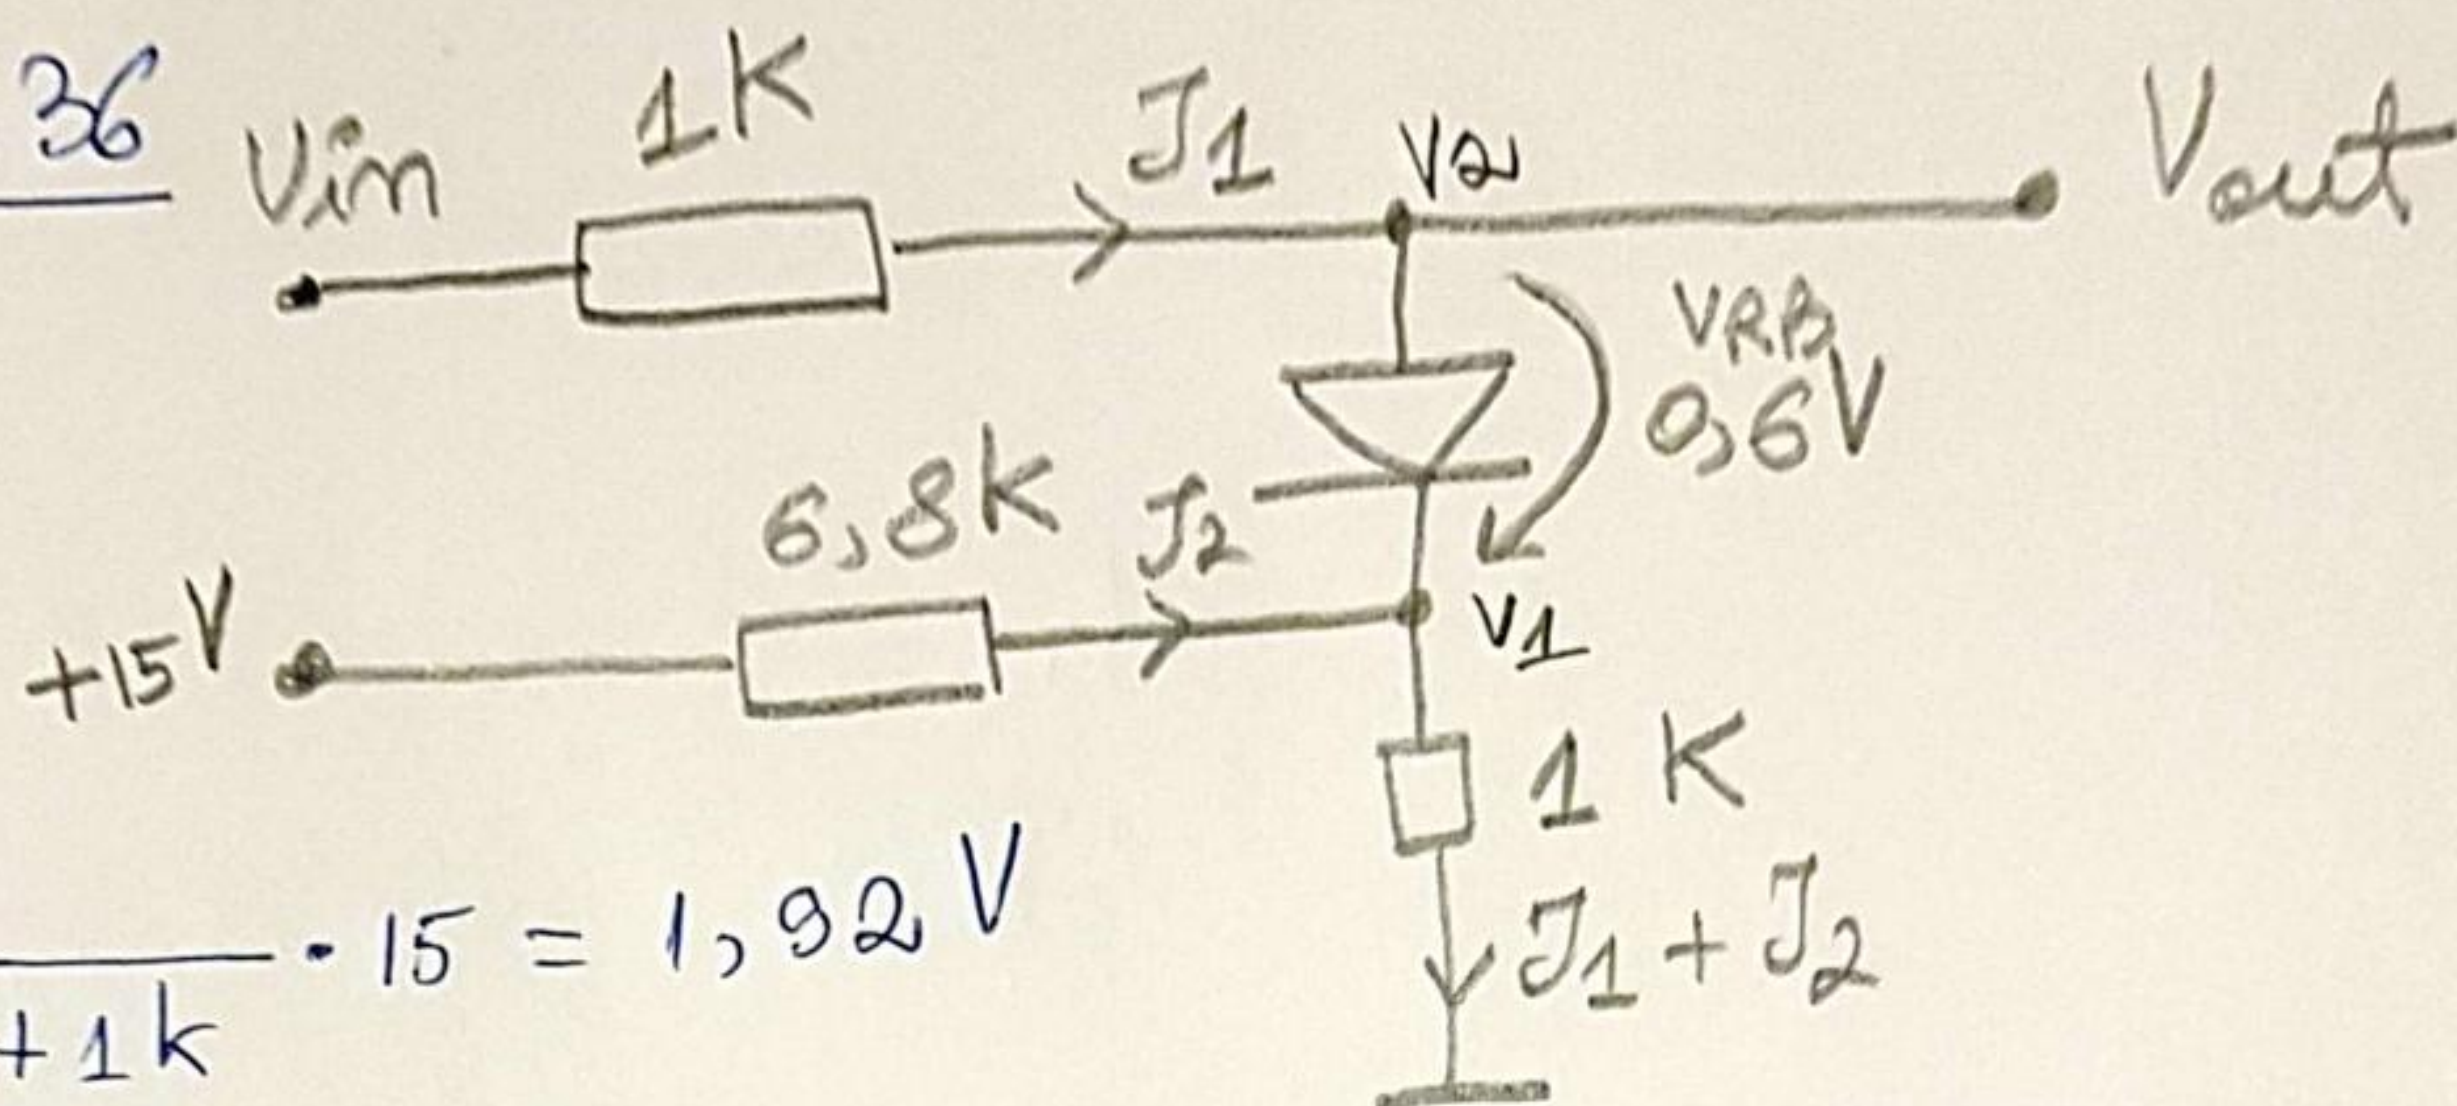 36
Vin
1K
J1
V2
Vout
VRB
0,6V
6,8K
J2
+15V
V1
1 K
· 15 = 1,92 V
+ 1k
J1 + J2